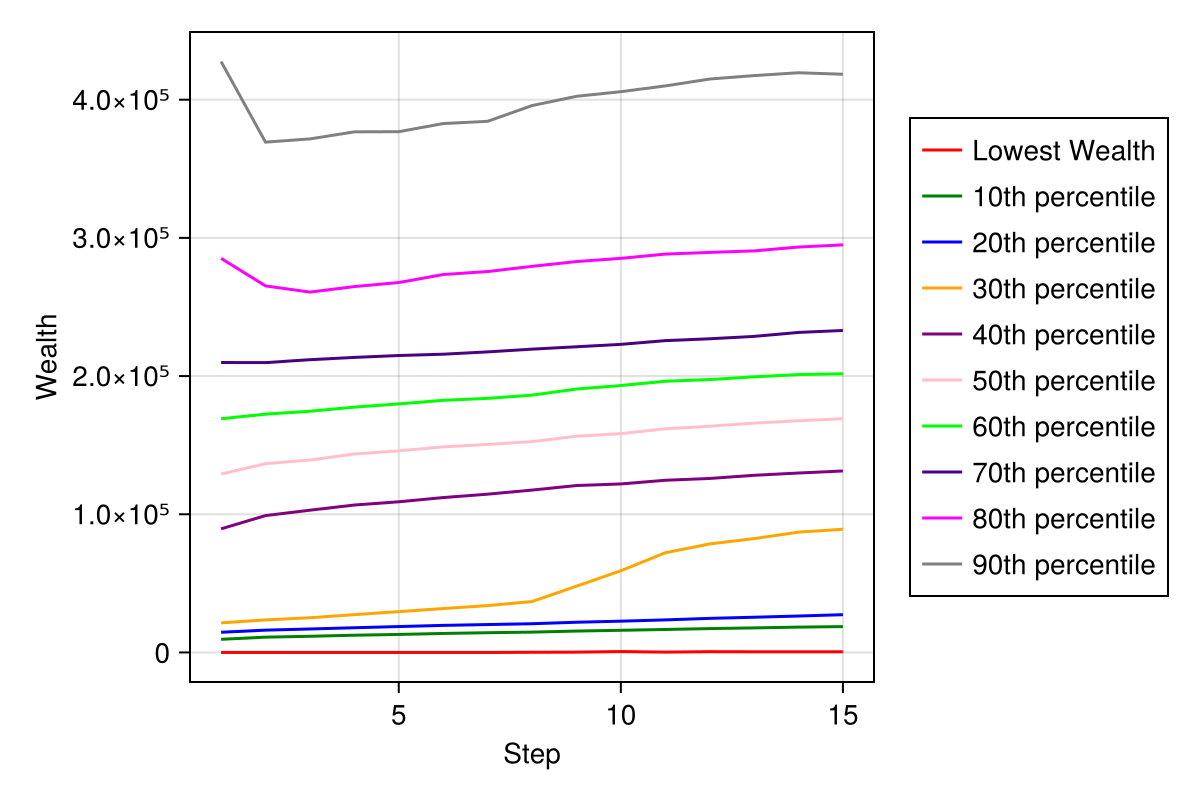 4.0×10⁵
3.0×10⁵
2.0×10⁵
1.0×10⁵
0
Wealth
5
10
15
Step
Lowest Wealth
10th percentile
20th percentile
30th percentile
40th percentile
50th percentile
60th percentile
70th percentile
80th percentile
90th percentile